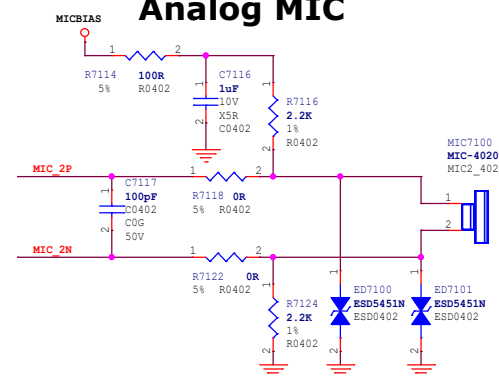 Analog MIC
MICBIAS
1 2
R7114 100R
5% R0402
1 C7116
1uF
10V
X5R
2 C0402
1 R7116
2.2K
1%
2 R0402
MIC7100
MIC-4020
MIC2_402
1
2
MIC_2P
1 2
R7118 0R
5% R0402
1 C7117
100pF
C0402
C0G
2 50V
MIC_2N
1 2
R7122 0R
5% R0402
1 R7124
2.2K
1%
2 R0402
1 ED7100
ESD5451N
2 ESD0402
1 ED7101
ESD5451N
2 ESD0402